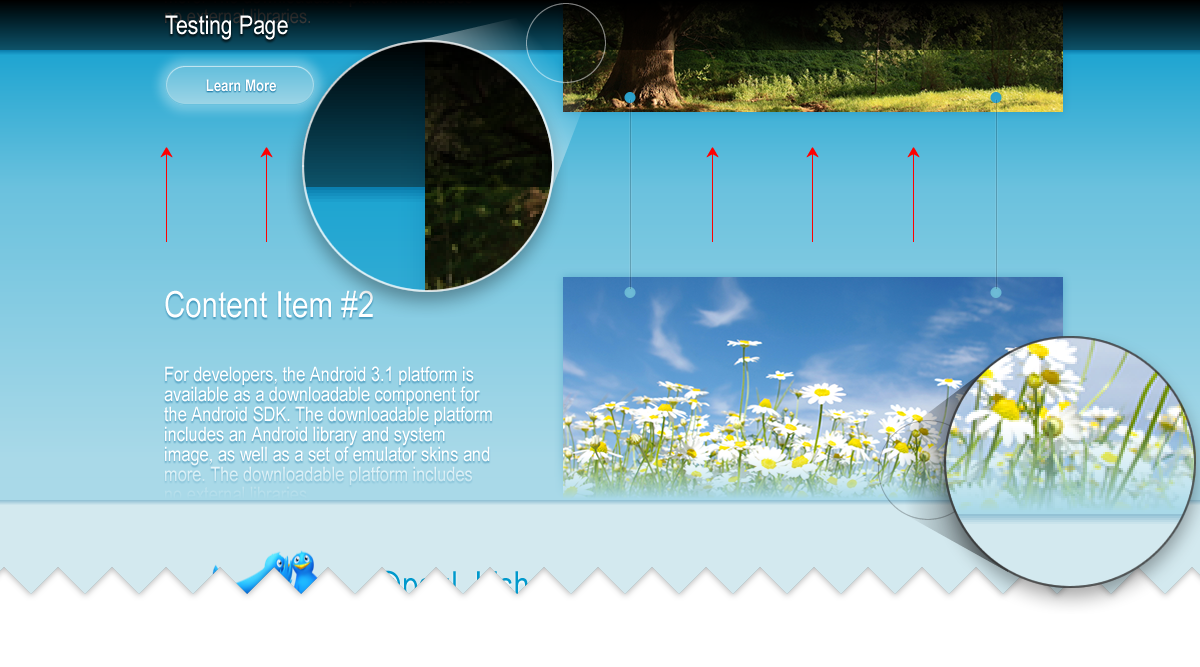 no external libraries.
Testing Page
Learn More
Content Item #2
For developers, the Android 3.1 platform is
available as a downloadable component for
the Android SDK. The downloadable platform
includes an Android library and system
image, as well as a set of emulator skins and
more. The downloadable platform includes
no external libraries.